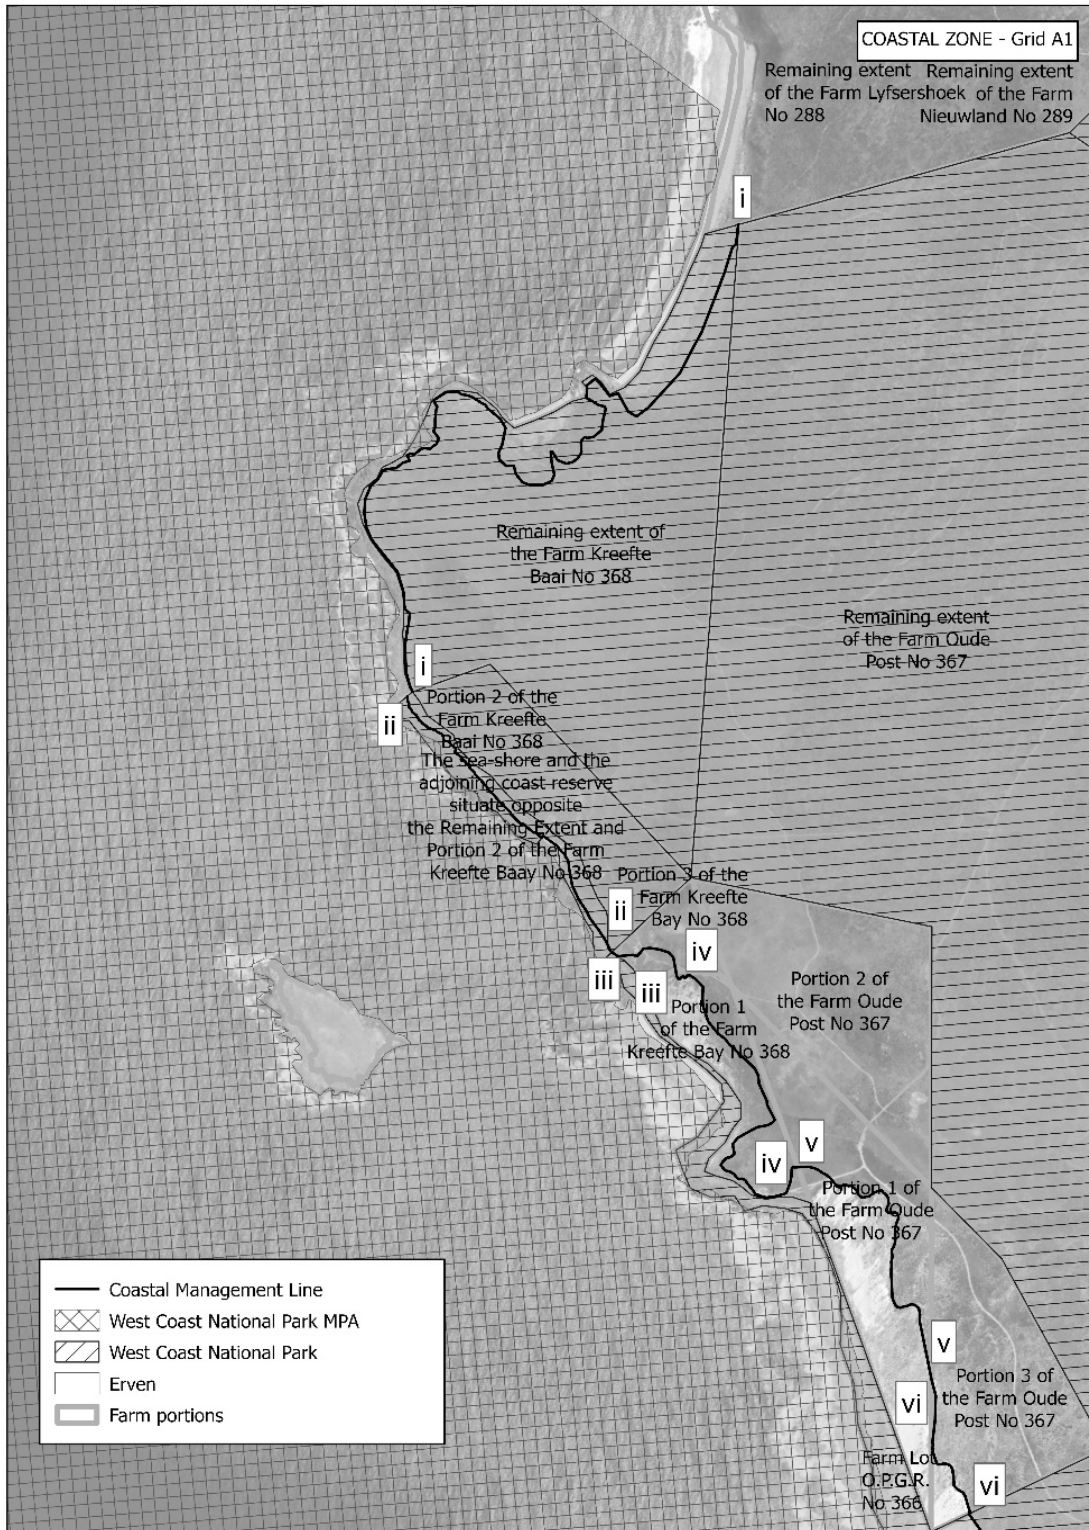 COASTAL ZONE - Grid A1
Remaining extent
of the Farm Lyfsershoek
No 288
Remaining extent
of the Farm
Nieuwland No 289
i
Remaining extent of
the Farm Kreefte
Baai No 368
Remaining extent
of the Farm Oude
Post No 367
i
ii
Portion 2 of the
Farm Kreefte
Baai No 368
The sea-shore and the
adjoining coast reserve
situate opposite
the Remaining Extent and
Portion 2 of the Farm
Kreefte Baay No 368
Portion 3 of the
Farm Kreefte
Bay No 368
ii
iii
iii
iv
Portion 2 of
the Farm Oude
Post No 367
Portion 1
of the Farm
Kreefte Bay No 368
iv
v
Portion 1 of
the Farm Oude
Post No 367
v
vi
Portion 3 of
the Farm Oude
Post No 367
Farm Lot
O.P.G.R.
No 366
vi
Coastal Management Line
West Coast National Park MPA
West Coast National Park
Erven
Farm portions